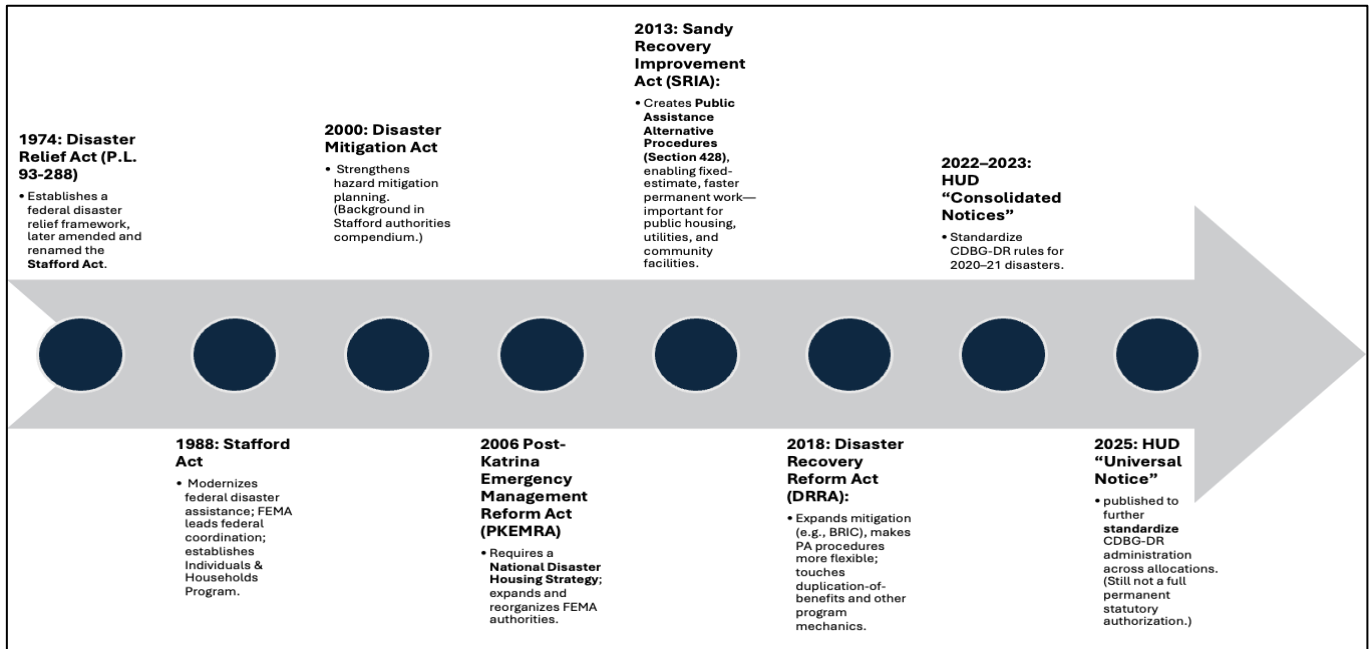 1974: Disaster
Relief Act (P.L.
93-288)
• Establishes a
federal disaster
relief framework,
later amended and
renamed the
Stafford Act.
1988: Stafford
Act
• Modernizes
federal disaster
assistance; FEMA
leads federal
coordination;
establishes
Individuals &
Households
Program.
2000: Disaster
Mitigation Act
• Strengthens
hazard mitigation
planning.
(Background in
Stafford authorities
compendium.)
2006 Post-
Katrina
Emergency
Management
Reform Act
(PKEMRA)
• Requires a
National Disaster
Housing Strategy;
expands and
reorganizes FEMA
authorities.
2013: Sandy
Recovery
Improvement
Act (SRIA):
• Creates Public
Assistance
Alternative
Procedures
(Section 428),
enabling fixed-
estimate, faster
permanent work—
important for
public housing,
utilities, and
community
facilities.
2018: Disaster
Recovery
Reform Act
(DRRA):
• Expands mitigation
(e.g., BRIC), makes
PA procedures
more flexible;
touches
duplication-of-
benefits and other
program
mechanics.
2022–2023:
HUD
“Consolidated
Notices”
• Standardize
CDBG-DR rules for
2020–21 disasters.
2025: HUD
“Universal
Notice”
• published to
further
standardize
CDBG-DR
administration
across allocations.
(Still not a full
permanent
statutory
authorization.)